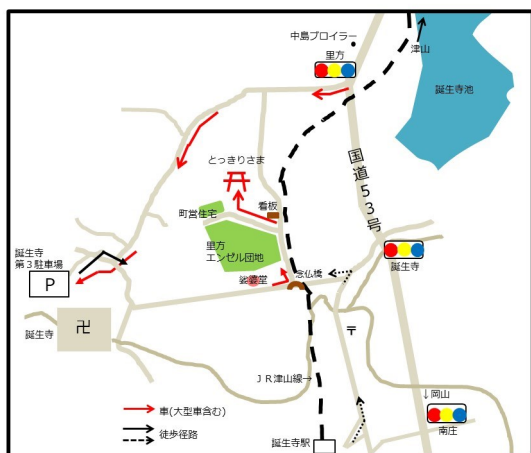 中島ブロイラー
里方
津山
誕生寺池
国道53号
とっきりさま
町営住宅
看板
里方
エンゼル団地
誕生寺
第3駐車場
P
誕生寺
念仏橋
誕生寺
〒
JR津山線→
↓岡山
南庄
車(大型車含む)
徒歩径路
誕生寺駅